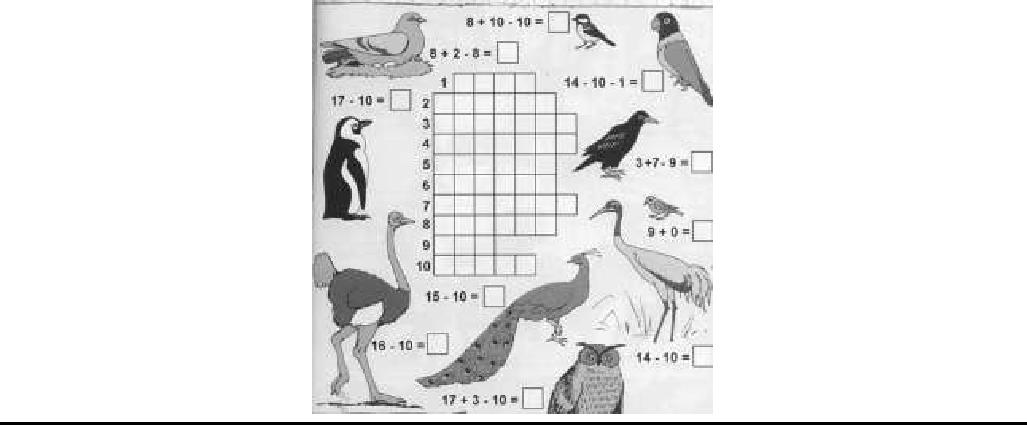 8 + 10 - 10 =
8 + 2 - 8 =
14 - 10 - 1 =
17 - 10 =
1
2
3
4
5
6
7
8
9
10
3+7- 9 =
9 + 0 =
15 - 10 =
16 - 10 =
14 - 10 =
17 + 3 - 10 =